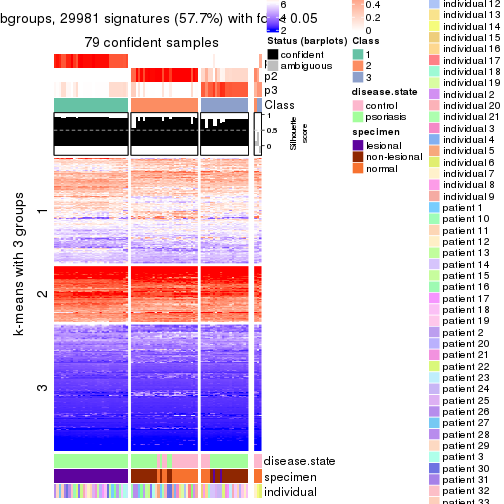 bgroups, 29981 signatures (57.7%) with fd < 0.05
79 confident samples
p2
p3
Class
1
0.5
0
Silhouette
score
k-means with 3 groups
1
2
3
disease.state
specimen
individual
6
4
2
Status (barplots)
confident
ambiguous
0.4
0.2
0
Class
1
2
3
disease.state
control
psoriasis
specimen
lesional
non-lesional
normal
individual 12
individual 13
individual 14
individual 15
individual 16
individual 17
individual 18
individual 19
individual 2
individual 20
individual 21
individual 3
individual 4
individual 5
individual 6
individual 7
individual 8
individual 9
patient 1
patient 10
patient 11
patient 12
patient 13
patient 14
patient 15
patient 16
patient 17
patient 18
patient 19
patient 2
patient 20
patient 21
patient 22
patient 23
patient 24
patient 25
patient 26
patient 27
patient 28
patient 29
patient 3
patient 30
patient 31
patient 32
patient 33